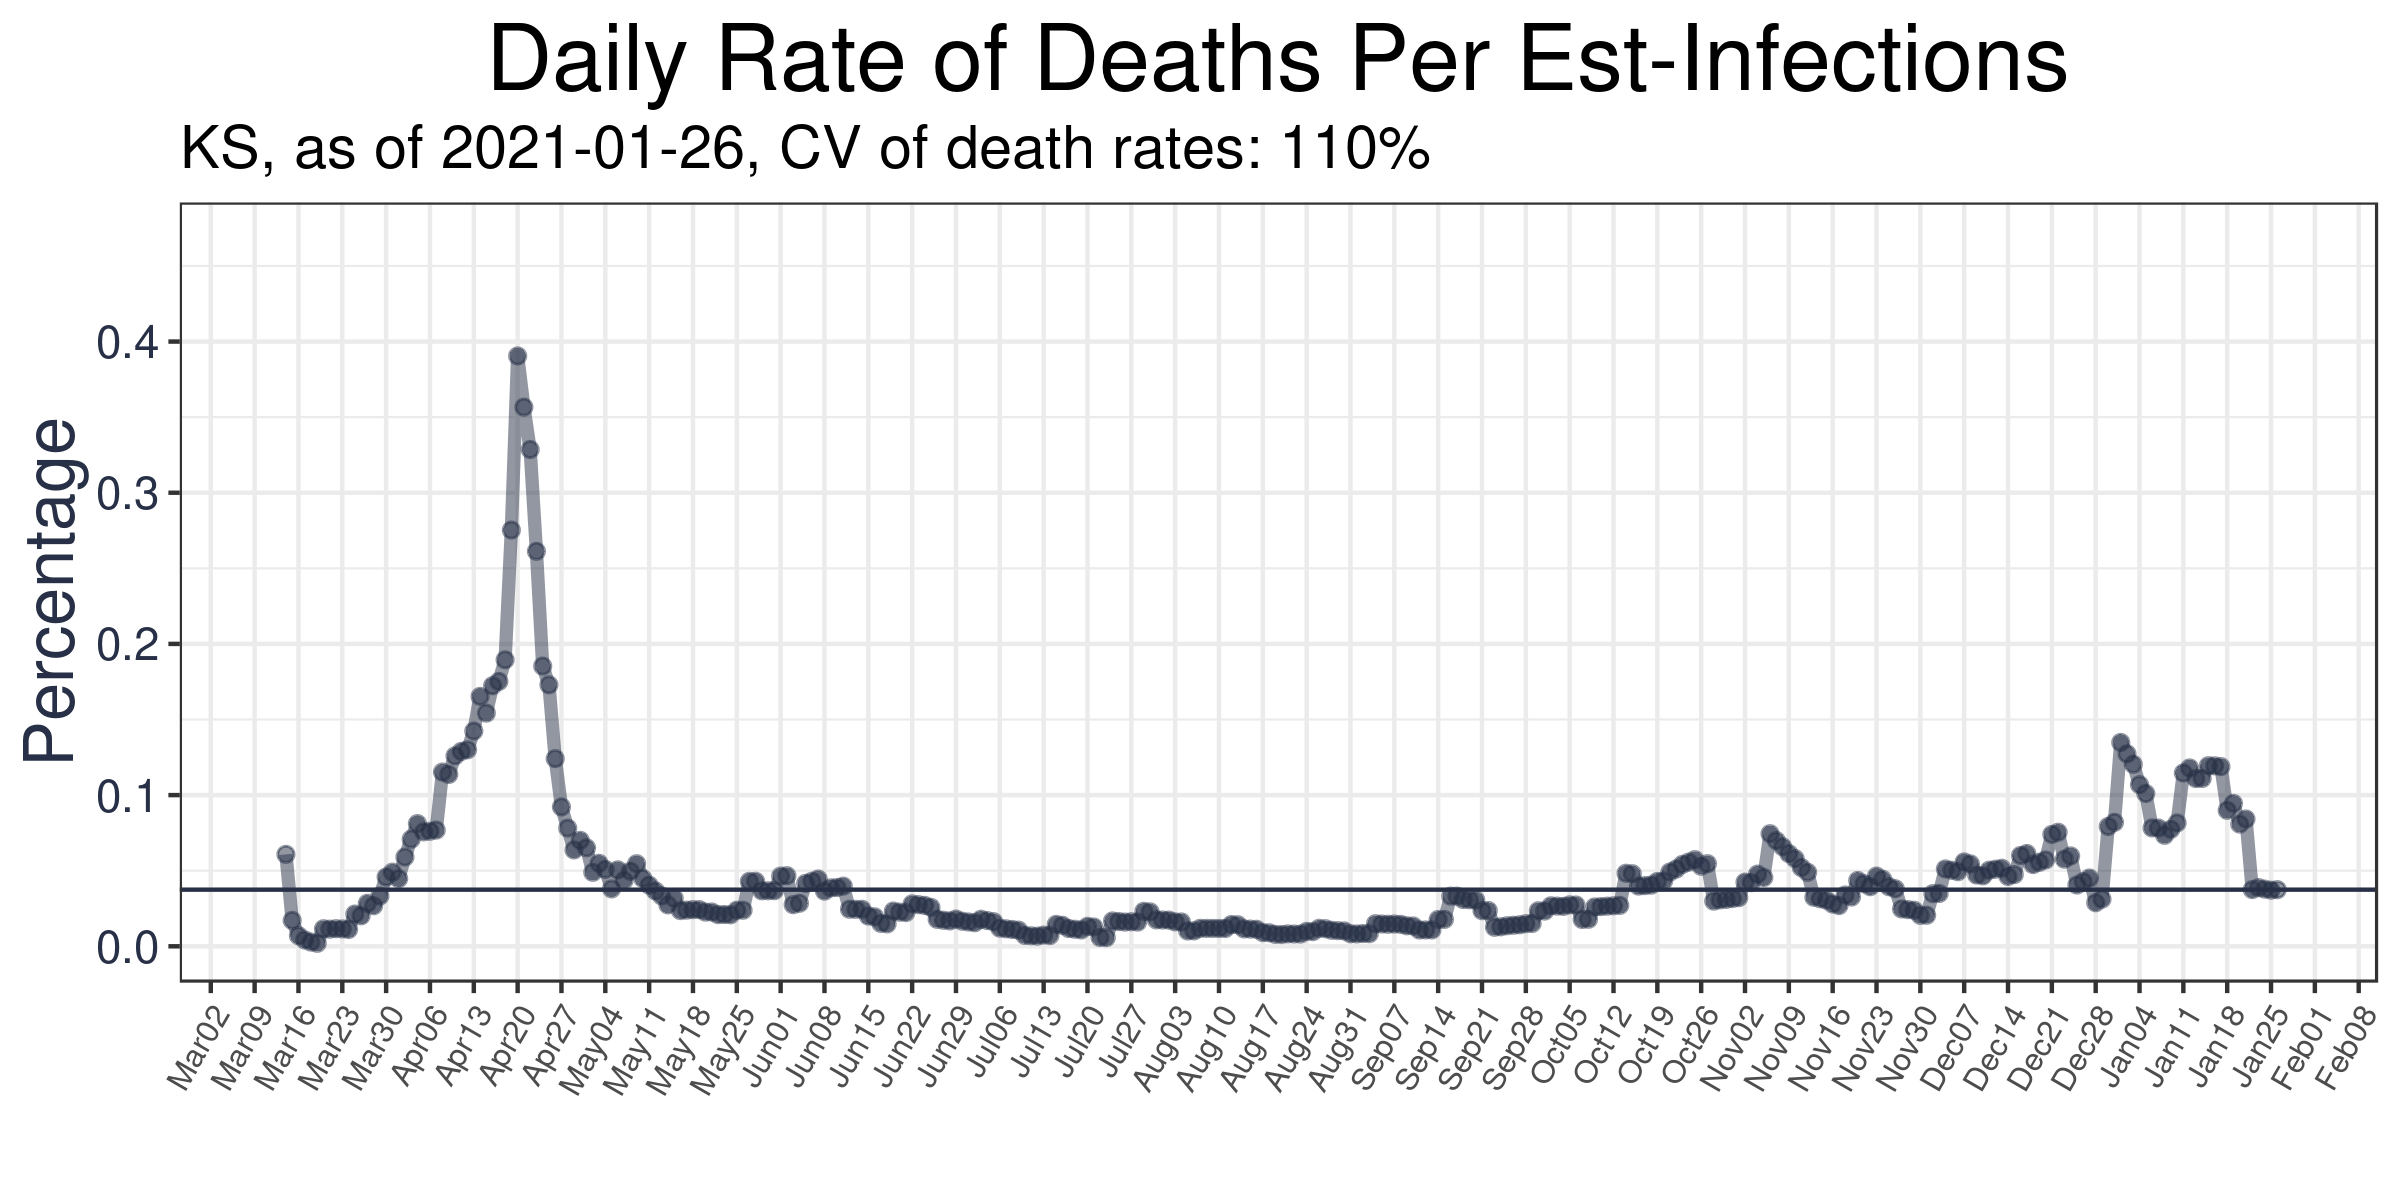 Daily Rate of Deaths Per Est-Infections
KS, as of 2021-01-26, CV of death rates: 110%
Percentage
0.4
0.3
0.2
0.1
0.0
Mar02
Mar09
Mar16
Mar23
Mar30
Apr06
Apr13
Apr20
Apr27
May04
May11
May18
May25
Jun01
Jun08
Jun15
Jun22
Jun29
Jul06
Jul13
Jul20
Jul27
Aug03
Aug10
Aug17
Aug24
Aug31
Sep07
Sep14
Sep21
Sep28
Oct05
Oct12
Oct19
Oct26
Nov02
Nov09
Nov16
Nov23
Nov30
Dec07
Dec14
Dec21
Dec28
Jan04
Jan11
Jan18
Jan25
Feb01
Feb08